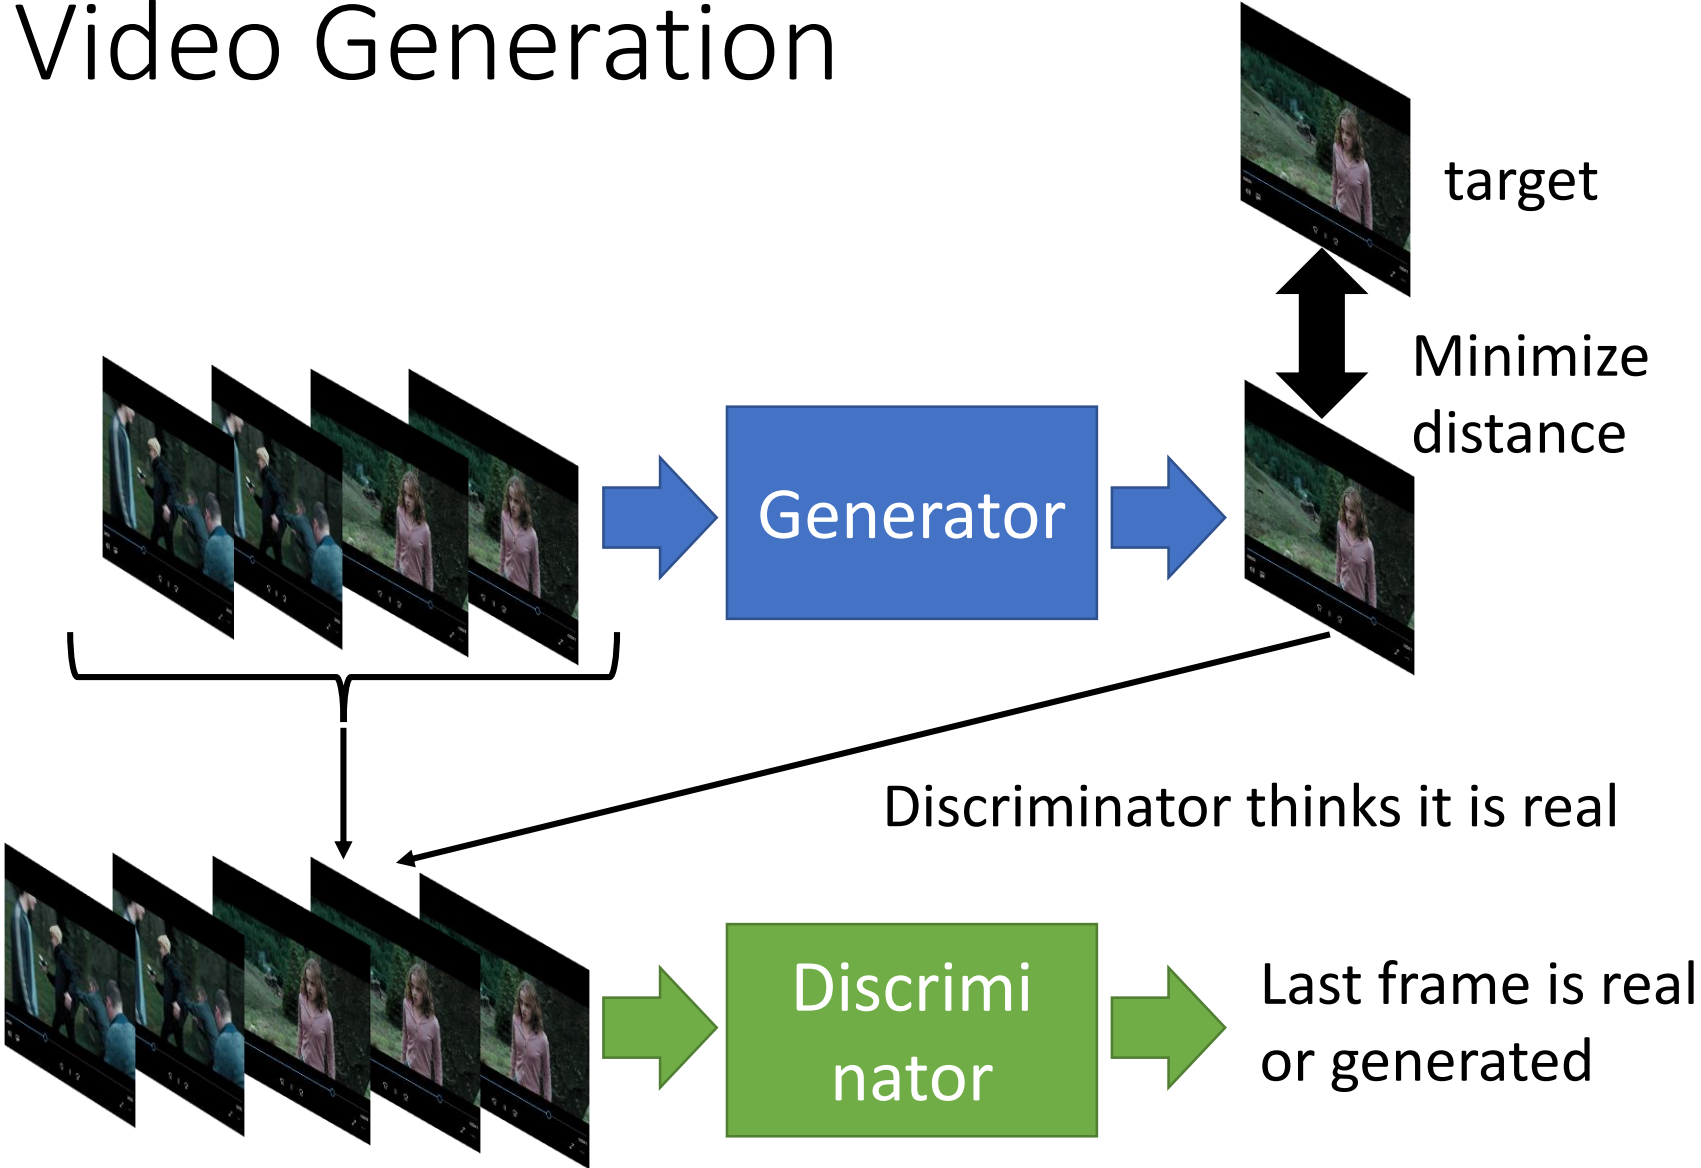 Video Generation
target
Minimize
distance
Generator
Discriminator thinks it is real
Discrimi
nator
Last frame is real
or generated